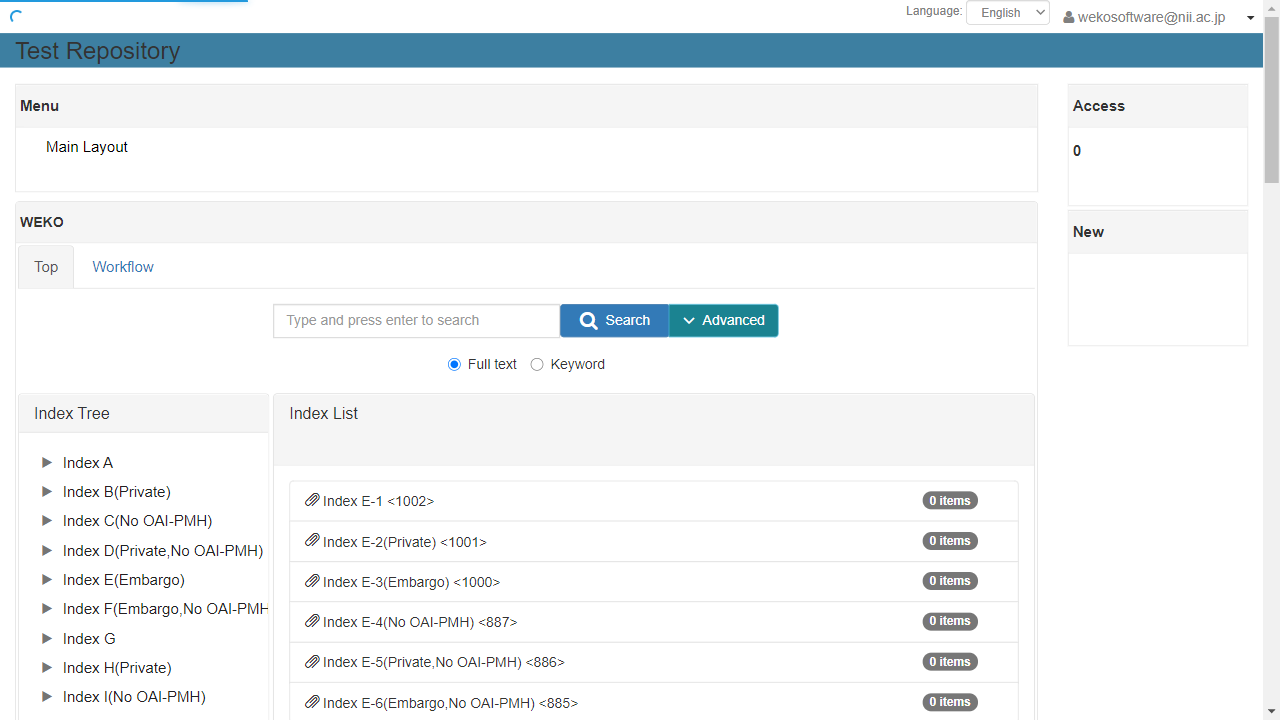 Language: English wekosoftware@nii.ac.jp
Test Repository
Menu
Main Layout
Access
0
New
WEKO
Top Workflow
Type and press enter to search Search Advanced
Full text Keyword
Index Tree
Index A
Index B(Private)
Index C(No OAI-PMH)
Index D(Private,No OAI-PMH)
Index E(Embargo)
Index F(Embargo,No OAI-PMH
Index G
Index H(Private)
Index I(No OAI-PMH)
Index List
Index E-1 <1002> 0 items
Index E-2(Private) <1001> 0 items
Index E-3(Embargo) <1000> 0 items
Index E-4(No OAI-PMH) <887> 0 items
Index E-5(Private,No OAI-PMH) <886> 0 items
Index E-6(Embargo,No OAI-PMH) <885> 0 items